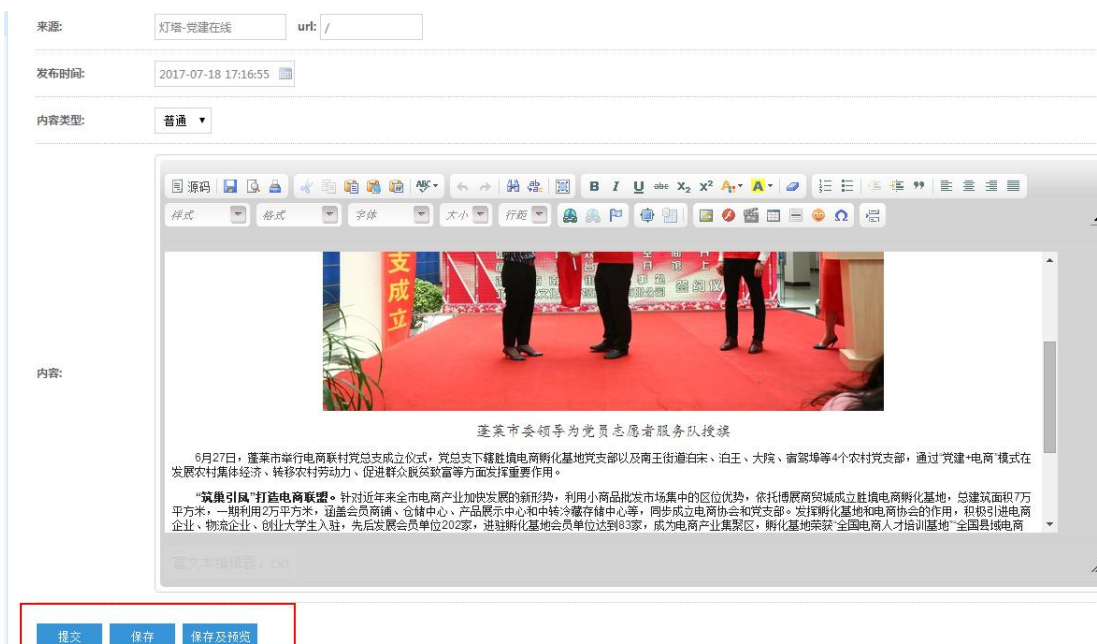 来源: 灯塔-党建在线 url: /
发布时间: 2017-07-18 17:16:55
内容类型: 普通
源码 ABC B I U abc X₂ X² A A Ω
样式 格式 字体 大小 行距
支
成
立
内容:
蓬莱市委领导为党员志愿者服务队授旗
6月27日，蓬莱市举行电商联村党总支成立仪式，党总支下辖胜境电商孵化基地党支部以及南王街道白宋、泊王、大院、宿驾埠等4个农村党支部，通过“党建+电商”模式在
发展农村集体经济、转移农村劳动力、促进群众脱贫致富等方面发挥重要作用。
“筑巢引凤”打造电商联盟。针对近年来全市电商产业加快发展的新形势，利用小商品批发市场集中的区位优势，依托博展商贸城成立胜境电商孵化基地，总建筑面积7万
平方米，一期利用2万平方米，涵盖会员商铺、仓储中心、产品展示中心和中转冷藏存储中心等，同步成立电商协会和党支部。发挥孵化基地和电商协会的作用，积极引进电商
企业、物流企业、创业大学生入驻，先后发展会员单位202家，进驻孵化基地会员单位达到83家，成为电商产业集聚区，孵化基地荣获“全国电商人才培训基地”“全国县域电商
富文本编辑器，txt
提交 保存 保存及预览